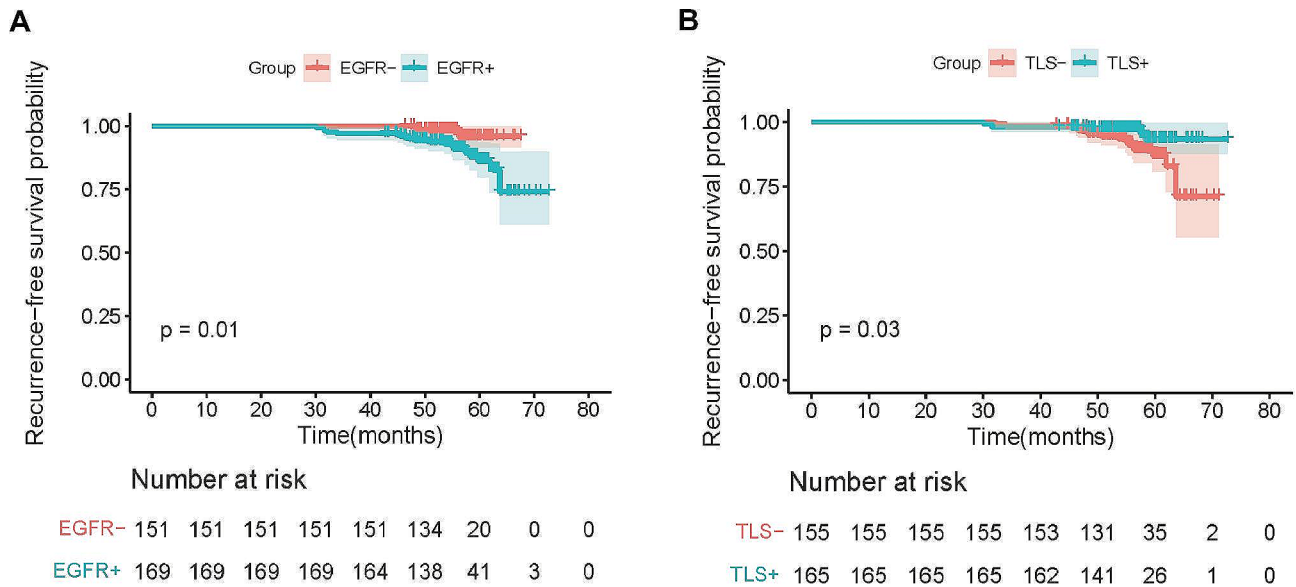 A
Group EGFR− EGFR+
Recurrence−free survival probability
1.00
0.75
0.50
0.25
0.00
p = 0.01
0 10 20 30 40 50 60 70 80
Time(months)
Number at risk
EGFR− 151 151 151 151 151 134 20 0 0
EGFR+ 169 169 169 169 164 138 41 3 0
B
Group TLS− TLS+
Recurrence−free survival probability
1.00
0.75
0.50
0.25
0.00
p = 0.03
0 10 20 30 40 50 60 70 80
Time(months)
Number at risk
TLS− 155 155 155 155 153 131 35 2 0
TLS+ 165 165 165 165 162 141 26 1 0